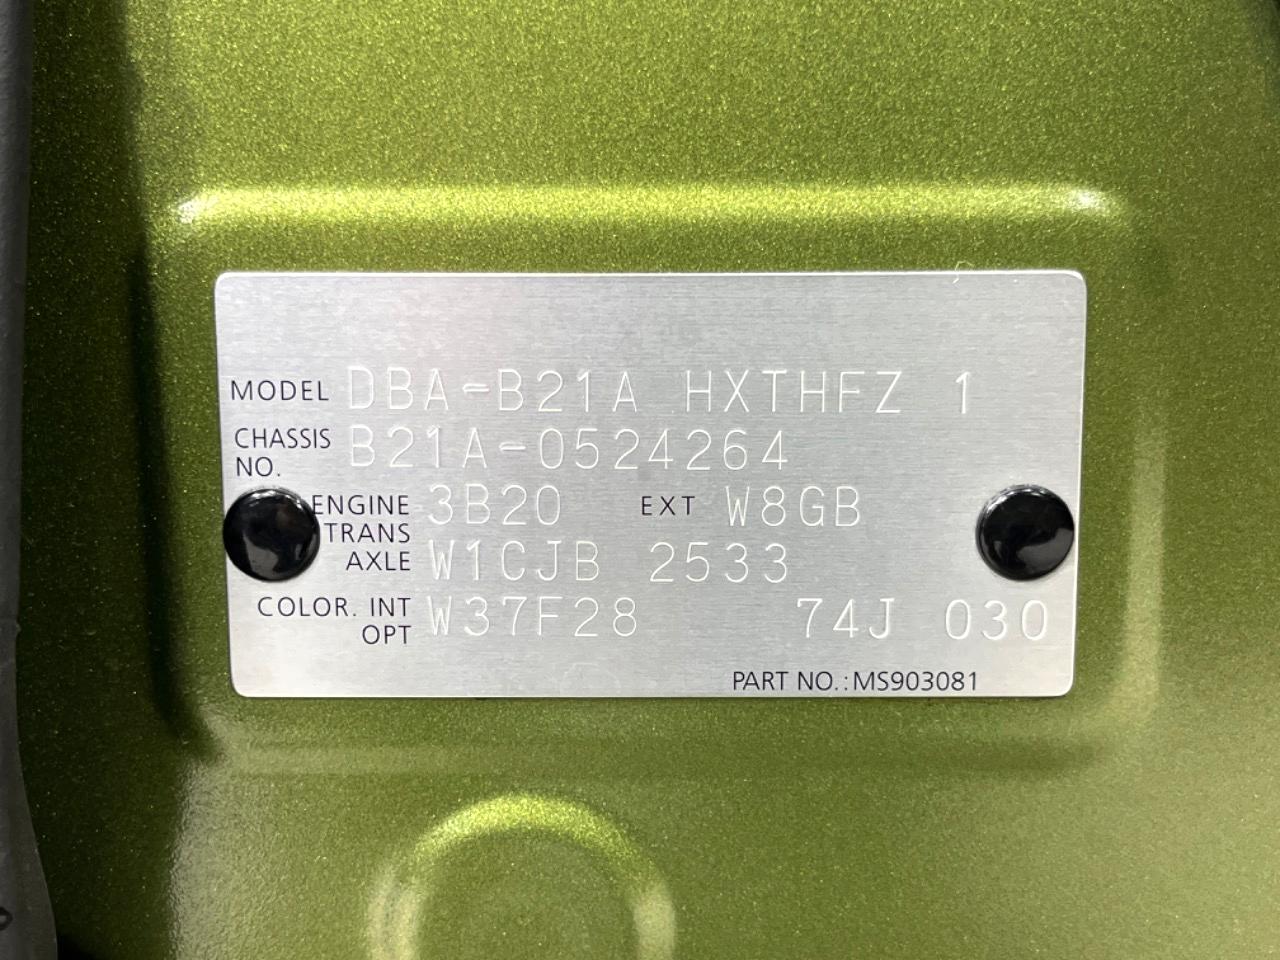 MODEL DBA-B21A HXTHFZ 1
CHASSIS NO. B21A-0524264
ENGINE 3B20 EXT W8GB
TRANS AXLE W1CJB 2533
COLOR. INT OPT W37F28 74J 030
PART NO.:MS903081